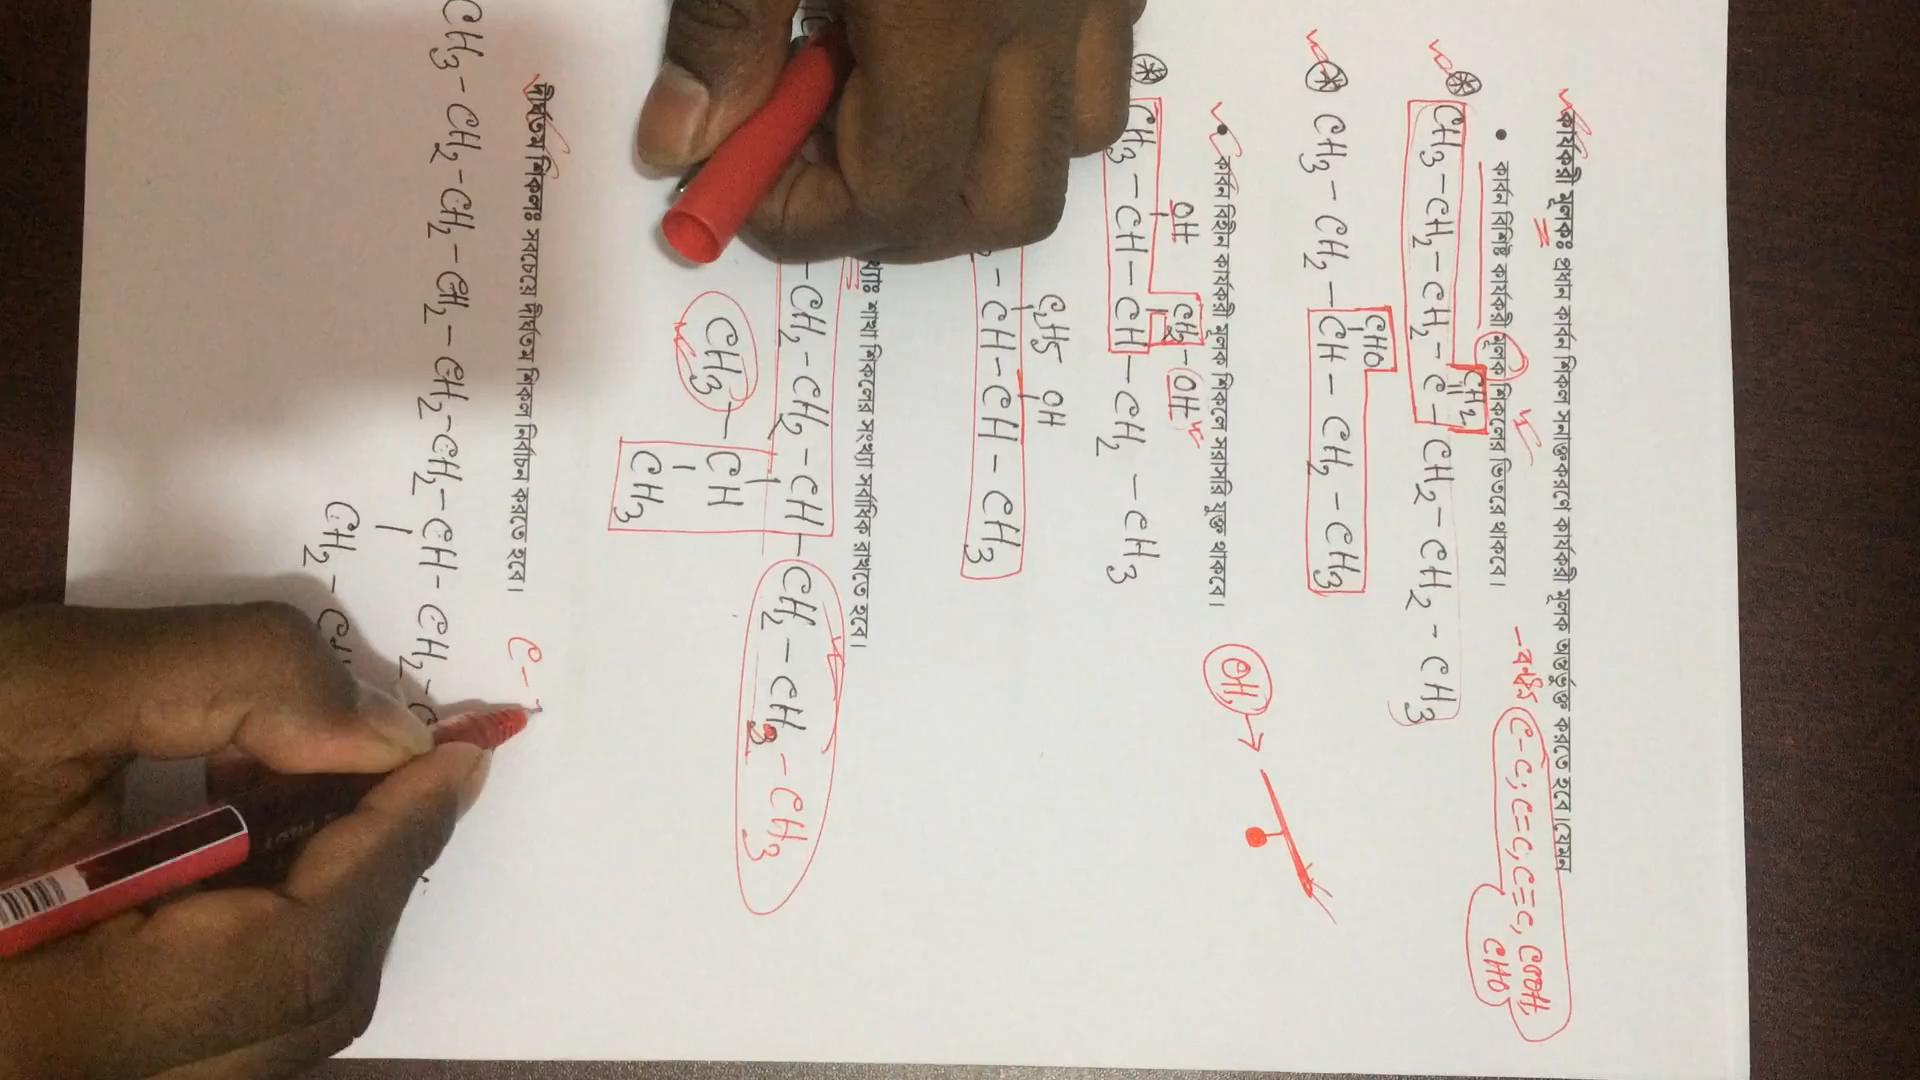 কার্যকরী মূলকঃ প্রধান কার্বন শিকল সনাক্তকরণে কার্যকরী মূলক অন্তর্ভুক্ত করতে হবে। যেমন
• কার্বন বিশিষ্ট কার্যকরী মূলক শিকলের ভিতরে থাকবে।
C-C, C=C, C≡C, COOH,
CHO
CH2
CH3-CH2-CH2-C-CH2-CH2-CH3
CHO
CH3-CH2-CH-CH2-CH3
• কার্বন বিহীন কার্যকরী মূলক শিকলে সরাসরি যুক্ত থাকবে।
OH →
OH CH2-OH
CH3-CH-CH-CH2-CH3
C2H5 OH
-CH-CH-CH3
শাখা শিকলের সংখ্যা সর্বাধিক রাখতে হবে।
-CH2-CH2-CH-CH2-CH2-CH3
CH3-CH
CH3
দীর্ঘতম শিকলঃ সবচেয়ে দীর্ঘতম শিকল নির্বাচন করতে হবে। C-
CH3-CH2-CH2-CH2-CH2-CH2-CH-CH2-C
CH2-